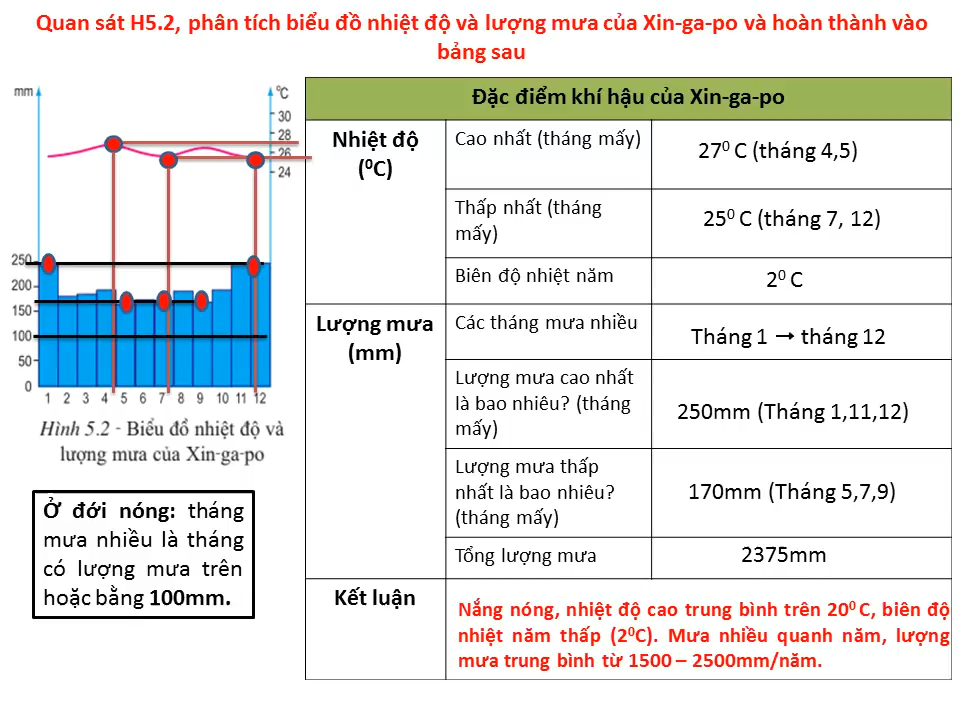 Quan sát H5.2, phân tích biểu đồ nhiệt độ và lượng mưa của Xin-ga-po và hoàn thành vào
bảng sau
mm
⁰C
30
28
26
24
250
200
150
100
50
0
1 2 3 4 5 6 7 8 9 10 11 12
Hình 5.2 - Biểu đồ nhiệt độ và
lượng mưa của Xin-ga-po
Ở đới nóng: tháng
mưa nhiều là tháng
có lượng mưa trên
hoặc bằng 100mm.
Đặc điểm khí hậu của Xin-ga-po
Nhiệt độ
(⁰C)
Cao nhất (tháng mấy)
27⁰ C (tháng 4,5)
Thấp nhất (tháng
mấy)
25⁰ C (tháng 7, 12)
Biên độ nhiệt năm
2⁰ C
Lượng mưa
(mm)
Các tháng mưa nhiều
Tháng 1 → tháng 12
Lượng mưa cao nhất
là bao nhiêu? (tháng
mấy)
250mm (Tháng 1,11,12)
Lượng mưa thấp
nhất là bao nhiêu?
(tháng mấy)
170mm (Tháng 5,7,9)
Tổng lượng mưa
2375mm
Kết luận
Nắng nóng, nhiệt độ cao trung bình trên 20⁰ C, biên độ
nhiệt năm thấp (2⁰C). Mưa nhiều quanh năm, lượng
mưa trung bình từ 1500 – 2500mm/năm.